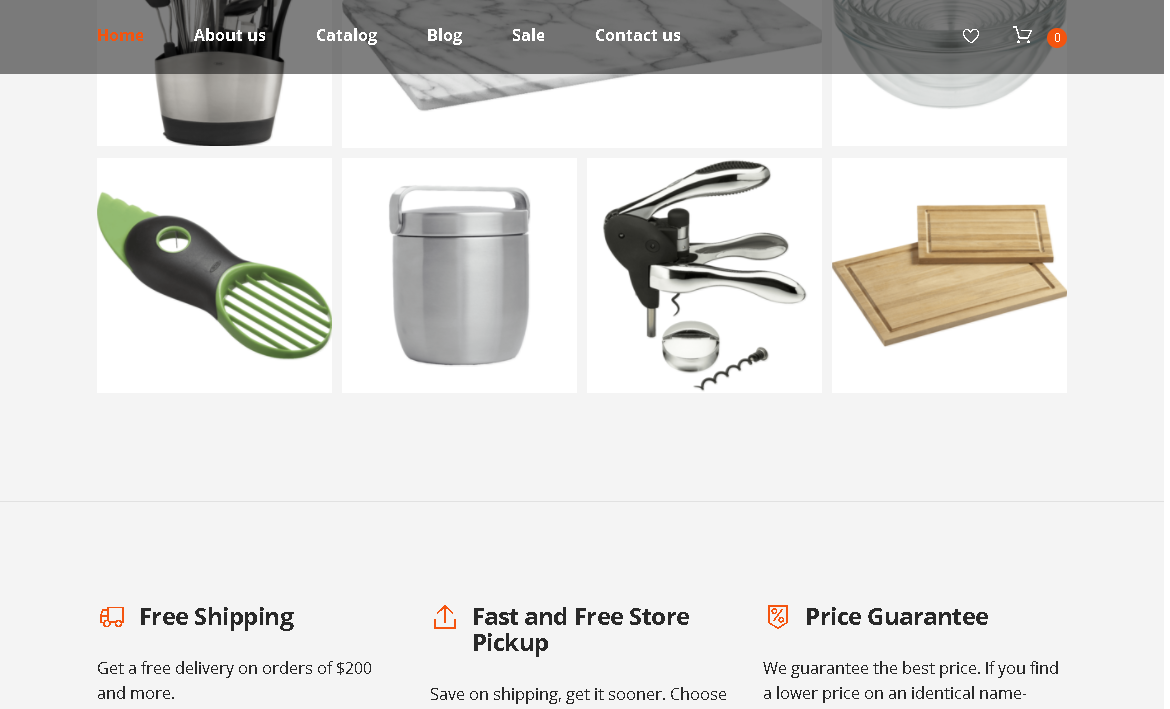 Home About us Catalog Blog Sale Contact us 0
Free Shipping
Get a free delivery on orders of $200
and more.
Fast and Free Store
Pickup
Save on shipping, get it sooner. Choose
Price Guarantee
We guarantee the best price. If you find
a lower price on an identical name-